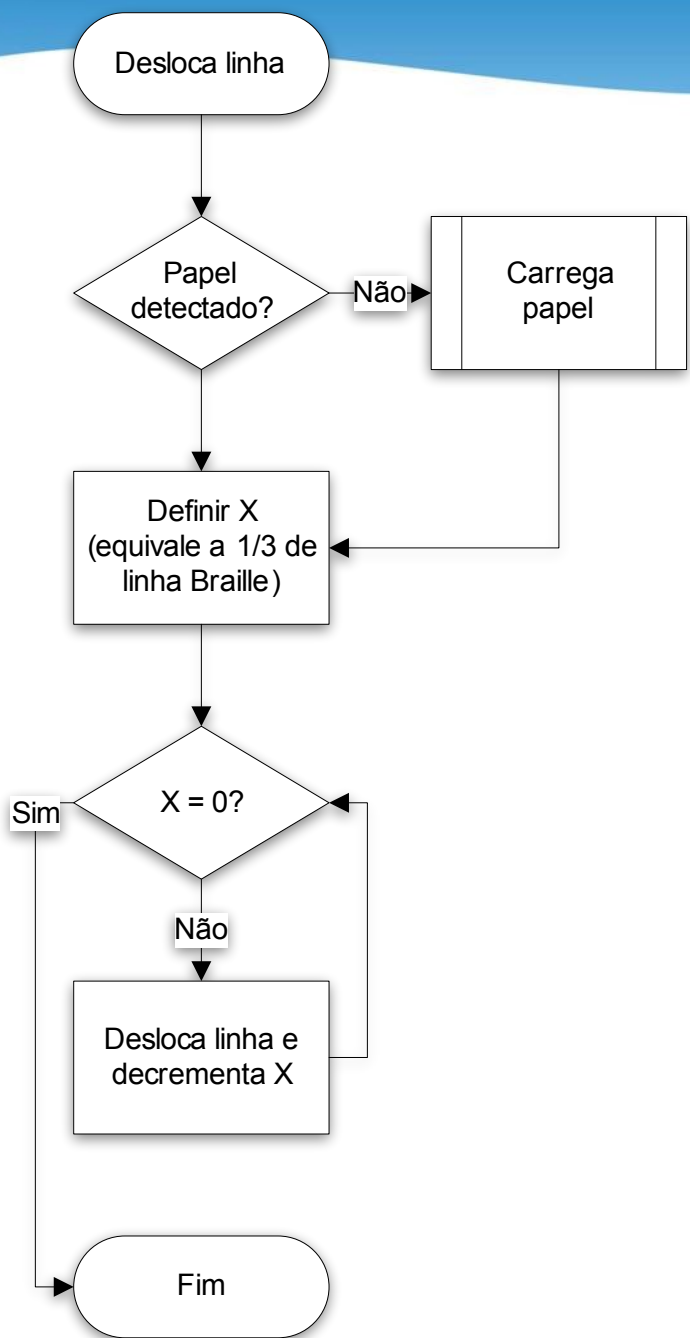 Desloca linha
Papel
detectado?
Não
Carrega
papel
Definir X
(equivale a 1/3 de
linha Braille)
X = 0?
Sim
Não
Desloca linha e
decrementa X
Fim